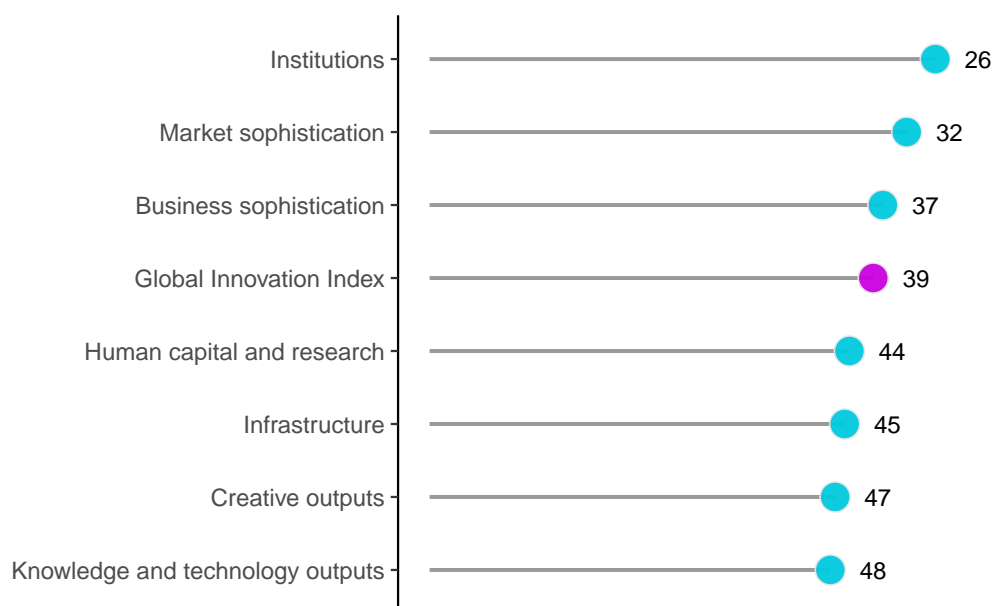 Institutions 26
Market sophistication 32
Business sophistication 37
Global Innovation Index 39
Human capital and research 44
Infrastructure 45
Creative outputs 47
Knowledge and technology outputs 48